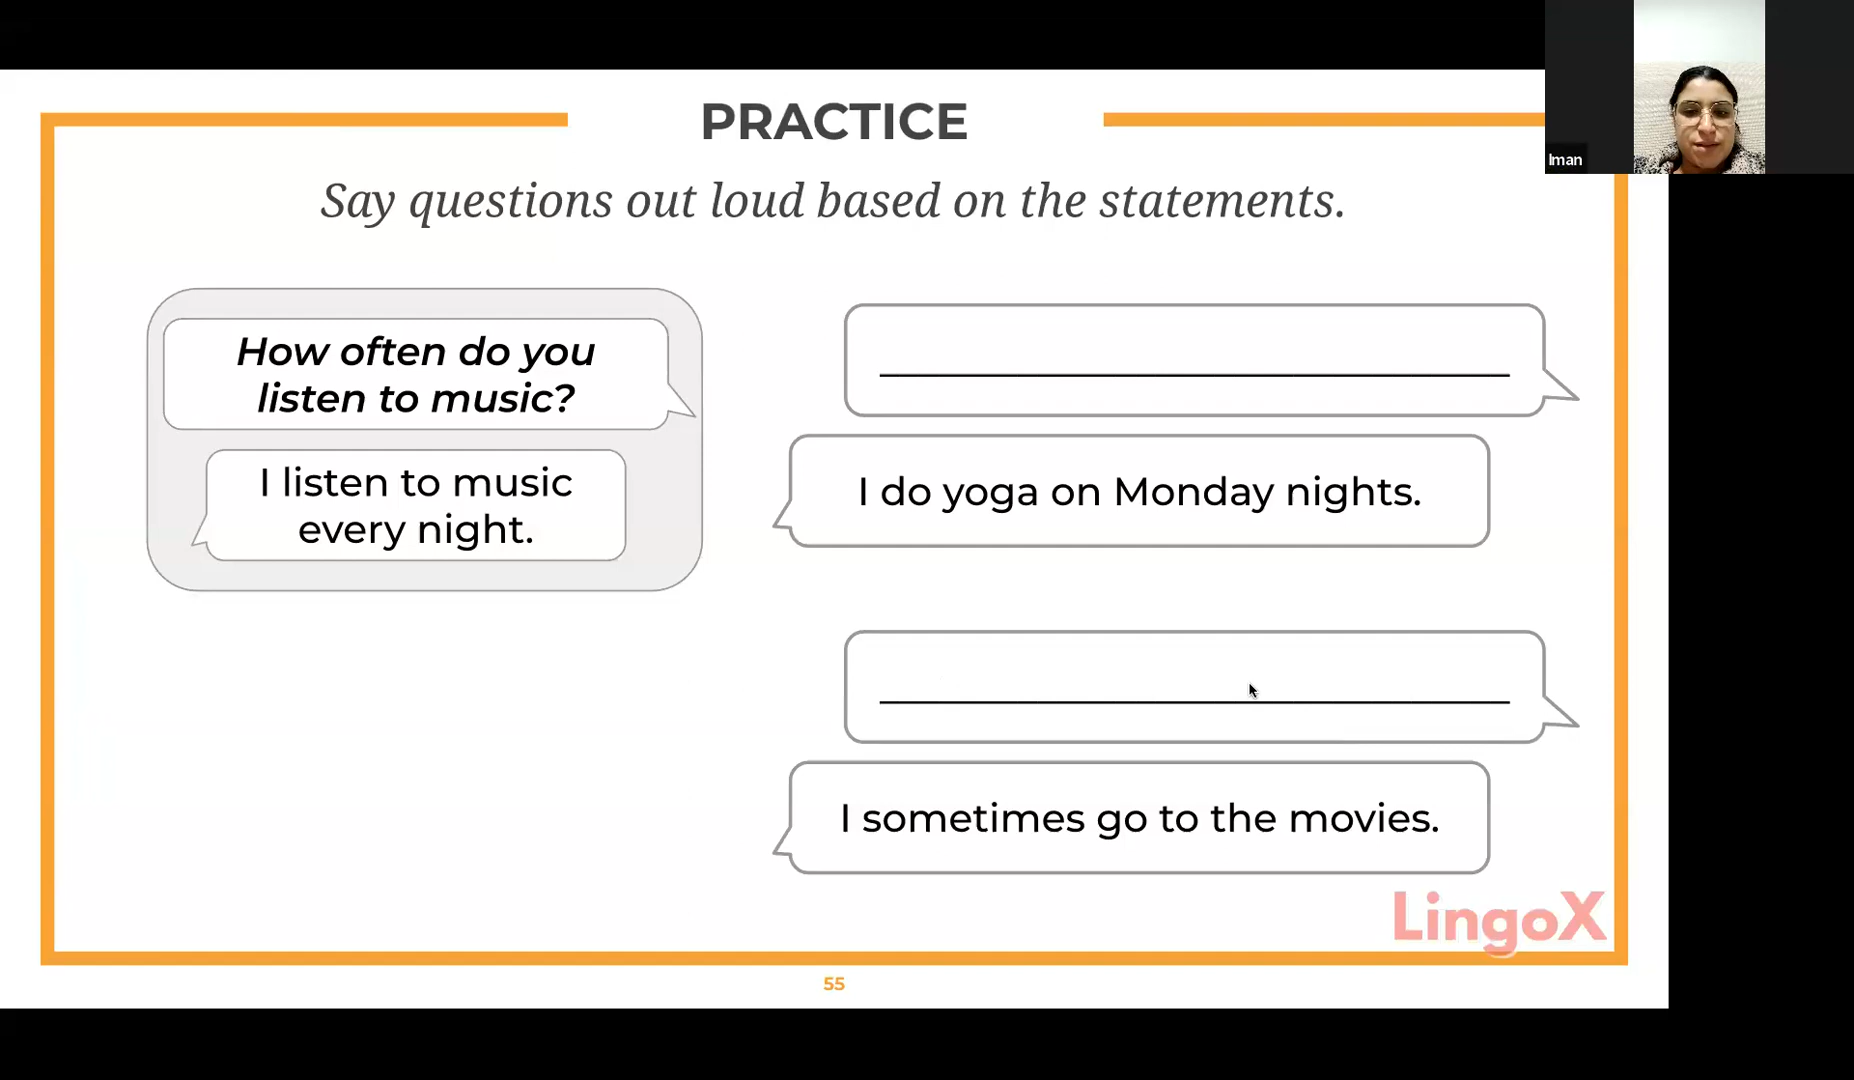 PRACTICE
Say questions out loud based on the statements.
How often do you
listen to music?
I listen to music
every night.
I do yoga on Monday nights.
I sometimes go to the movies.
LingoX
55
Iman